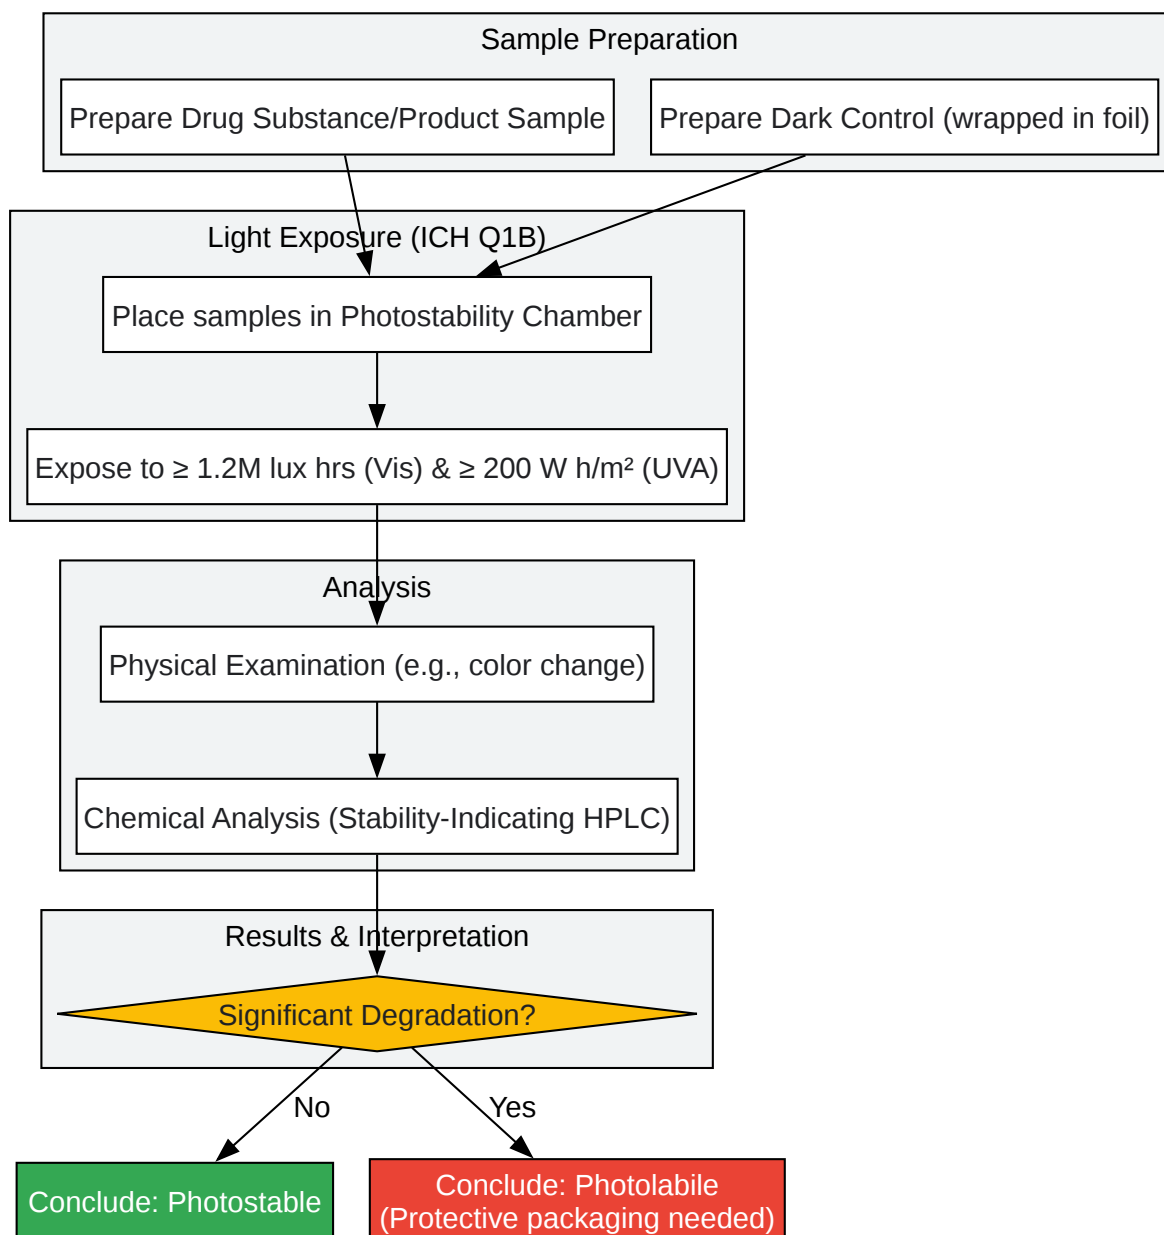 Sample Preparation
Prepare Drug Substance/Product Sample
Prepare Dark Control (wrapped in foil)
Light Exposure (ICH Q1B)
Place samples in Photostability Chamber
Expose to ≥ 1.2M lux hrs (Vis) & ≥ 200 W h/m² (UVA)
Analysis
Physical Examination (e.g., color change)
Chemical Analysis (Stability-Indicating HPLC)
Results & Interpretation
Significant Degradation?
No
Yes
Conclude: Photostable
Conclude: Photolabile
(Protective packaging needed)